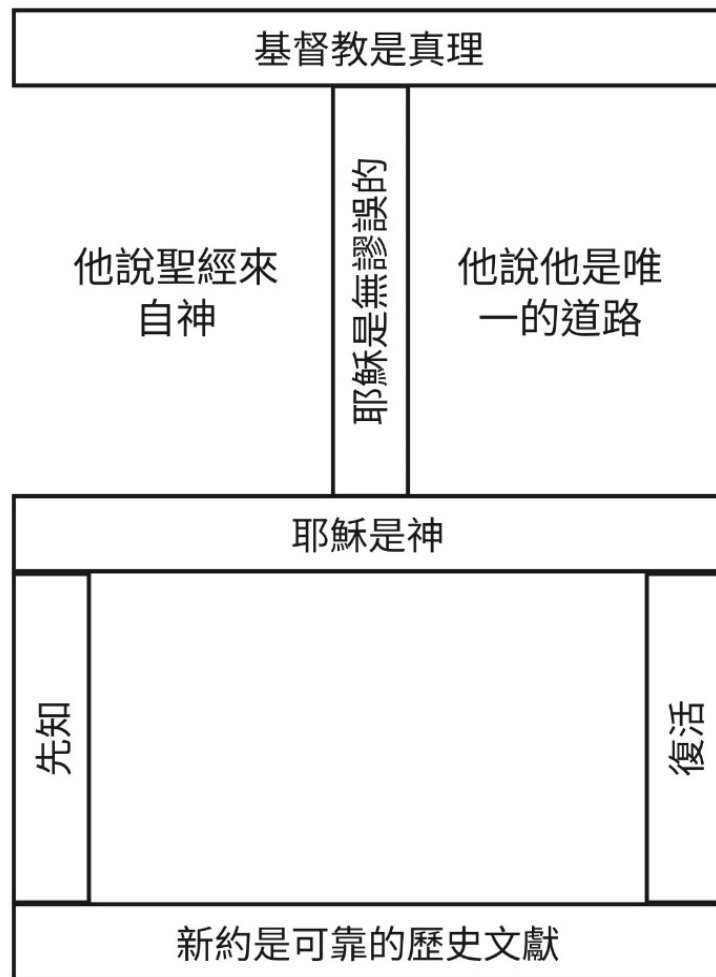 基督教是真理
他說聖經來
自神
耶穌是無謬誤的
他說他是唯
一的道路
耶穌是神
先知
復活
新約是可靠的歷史文獻